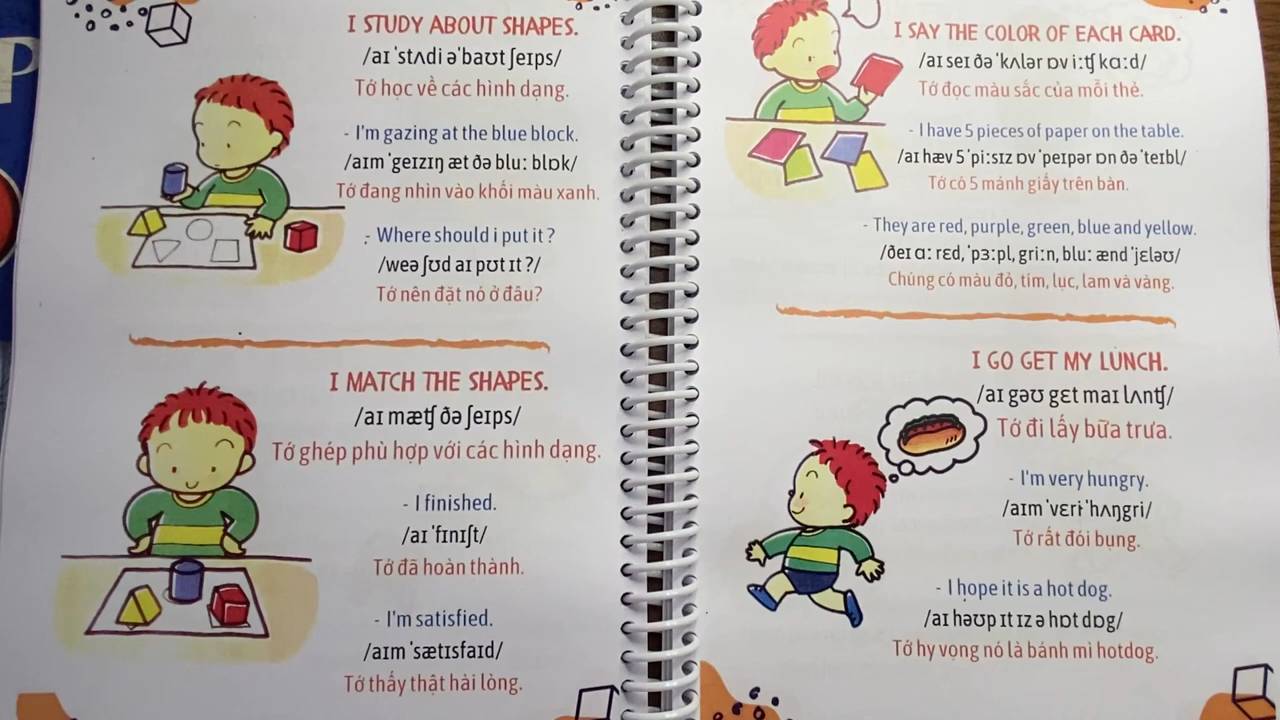 I STUDY ABOUT SHAPES.
/aɪ ˈstʌdi əˈbaʊt ʃeɪps/
Tớ học về các hình dạng.
- I'm gazing at the blue block.
/aɪm ˈgeɪzɪŋ æt ðə bluː blɒk/
Tớ đang nhìn vào khối màu xanh.
- Where should i put it ?
/weə ʃʊd aɪ pʊt ɪt ?/
Tớ nên đặt nó ở đâu?
I MATCH THE SHAPES.
/aɪ mæʧ ðə ʃeɪps/
Tớ ghép phù hợp với các hình dạng.
- I finished.
/aɪ ˈfɪnɪʃt/
Tớ đã hoàn thành.
- I'm satisfied.
/aɪm ˈsætɪsfaɪd/
Tớ thấy thật hài lòng.
I SAY THE COLOR OF EACH CARD.
/aɪ seɪ ðə ˈkʌlər ɒv iːʧ kɑːd/
Tớ đọc màu sắc của mỗi thẻ.
- I have 5 pieces of paper on the table.
/aɪ hæv 5 ˈpiːsɪz ɒv ˈpeɪpər ɒn ðə ˈteɪbl/
Tớ có 5 mảnh giấy trên bàn.
- They are red, purple, green, blue and yellow.
/ðeɪ ɑː rɛd, ˈpɜːpl, griːn, bluː ænd ˈjɛləʊ/
Chúng có màu đỏ, tím, lục, lam và vàng.
I GO GET MY LUNCH.
/aɪ gəʊ gɛt maɪ lʌnʧ/
Tớ đi lấy bữa trưa.
- I'm very hungry.
/aɪm ˈvɛri ˈhʌŋgri/
Tớ rất đói bụng.
- I hope it is a hot dog.
/aɪ həʊp ɪt ɪz ə hɒt dɒg/
Tớ hy vọng nó là bánh mì hotdog.